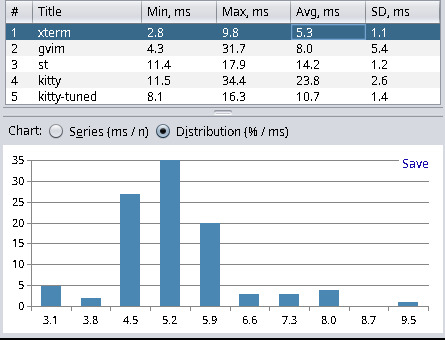 # Title Min, ms Max, ms Avg, ms SD, ms
1 xterm 2.8 9.8 5.3 1.1
2 gvim 4.3 31.7 8.0 5.4
3 st 11.4 17.9 14.2 1.2
4 kitty 11.5 34.4 23.8 2.6
5 kitty-tuned 8.1 16.3 10.7 1.4
Chart: Series (ms / n) Distribution (% / ms)
Save
35
30
25
20
15
10
5
0
3.1 3.8 4.5 5.2 5.9 6.6 7.3 8.0 8.7 9.5